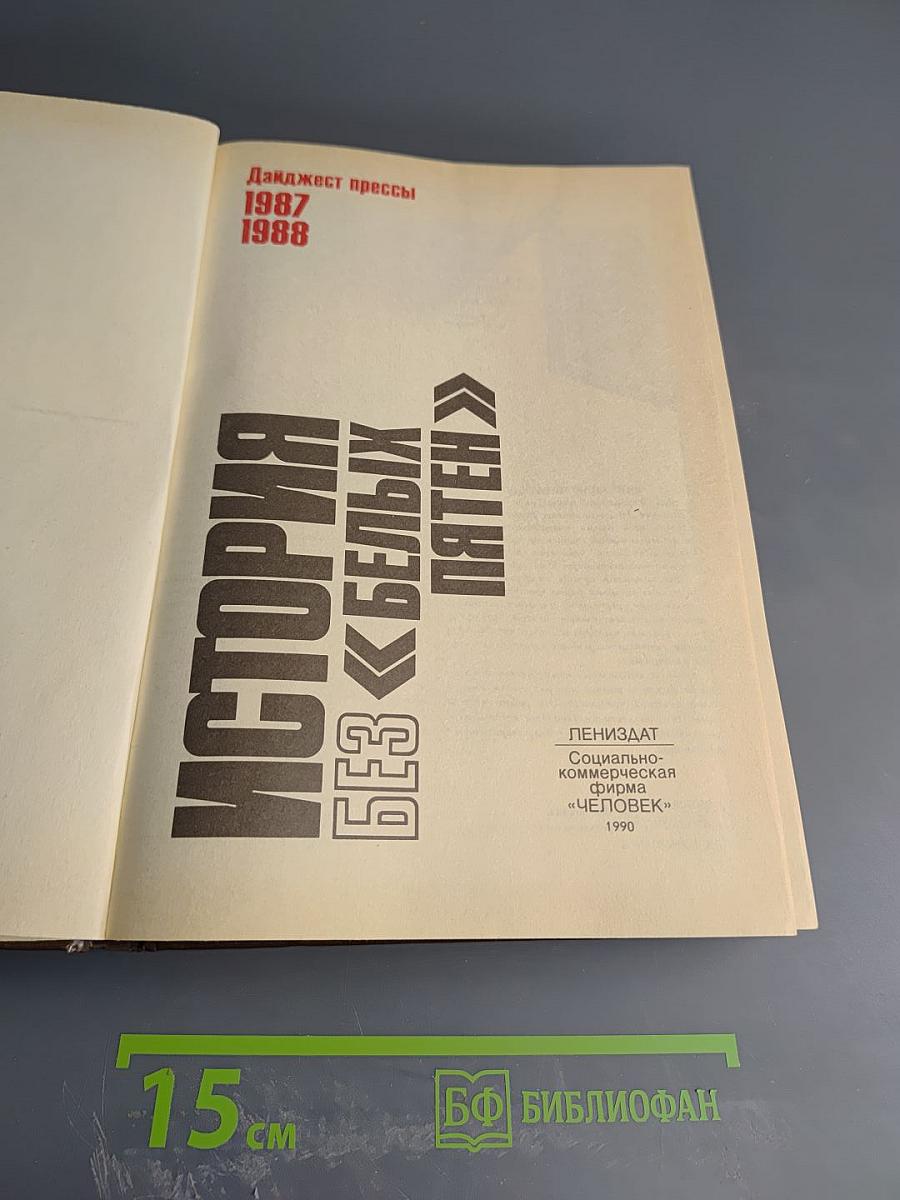 Дайджест прессы
1987
1988
ИСТОРИЯ
БЕЗ «БЕЛЫХ
ПЯТЕН»
ЛЕНИЗДАТ
Социально-
коммерческая
фирма
«ЧЕЛОВЕК»
1990
15 см
БФ БИБЛИОФАН